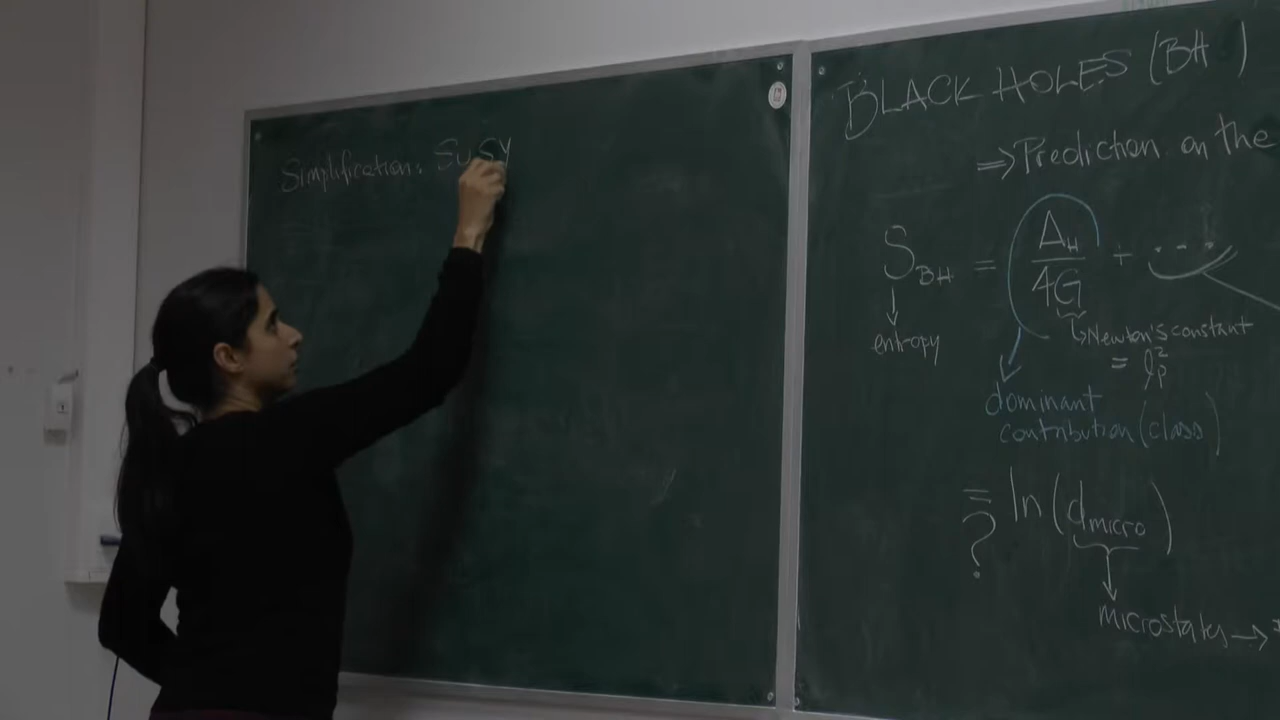 Simplification: SUSY
BLACK HOLES (BH)
⇒ Prediction on the
S_BH = A_H / 4G + ....
entropy
↳ Newton's constant
= l_p^2
dominant
contribution (class)
=? ln (d_micro)
microstates →